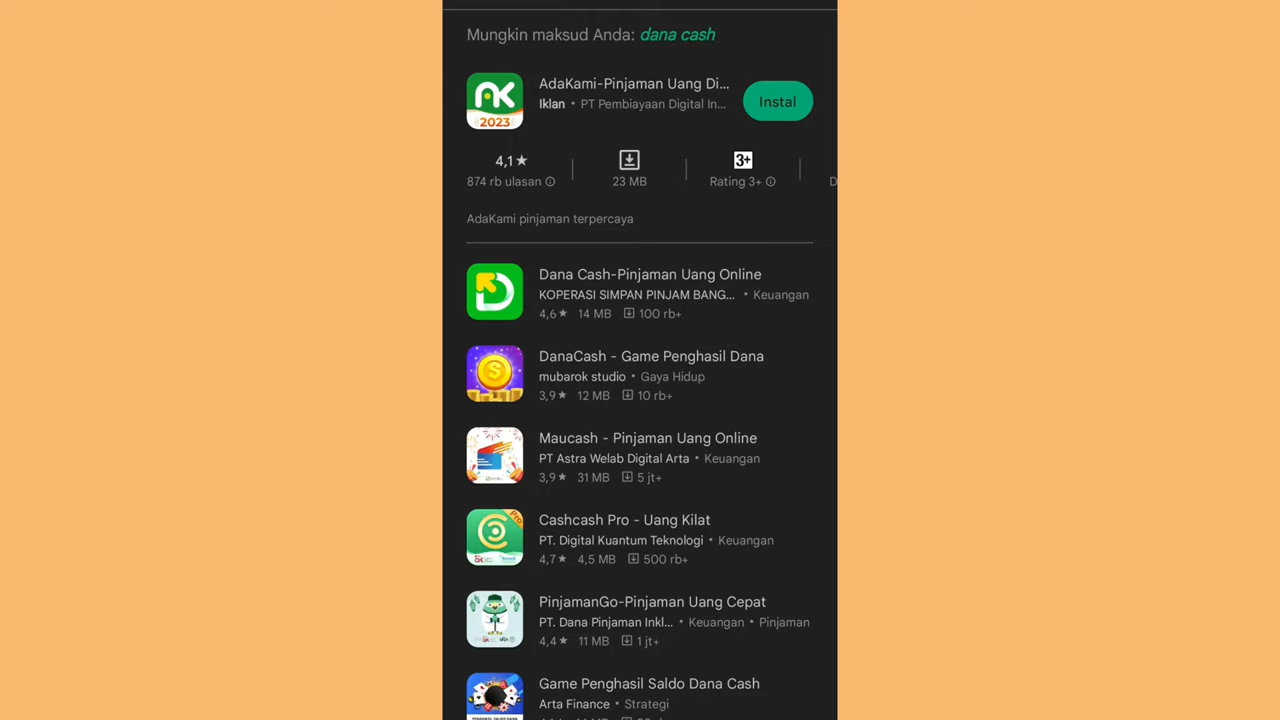 Mungkin maksud Anda: dana cash
AdaKami-Pinjaman Uang Di...
Iklan • PT Pembiayaan Digital In...
Instal
AK
2023
4,1★
874 rb ulasan
23 MB
3+
Rating 3+
D
AdaKami pinjaman terpercaya
Dana Cash-Pinjaman Uang Online
KOPERASI SIMPAN PINJAM BANG... • Keuangan
4,6★ 14 MB 100 rb+
DanaCash - Game Penghasil Dana
mubarok studio • Gaya Hidup
3,9★ 12 MB 10 rb+
Maucash - Pinjaman Uang Online
PT Astra Welab Digital Arta • Keuangan
3,9★ 31 MB 5 jt+
Pro
Cashcash Pro - Uang Kilat
PT. Digital Kuantum Teknologi • Keuangan
4,7★ 4,5 MB 500 rb+
PinjamanGo-Pinjaman Uang Cepat
PT. Dana Pinjaman Inkl... • Keuangan • Pinjaman
4,4★ 11 MB 1 jt+
Game Penghasil Saldo Dana Cash
Arta Finance • Strategi